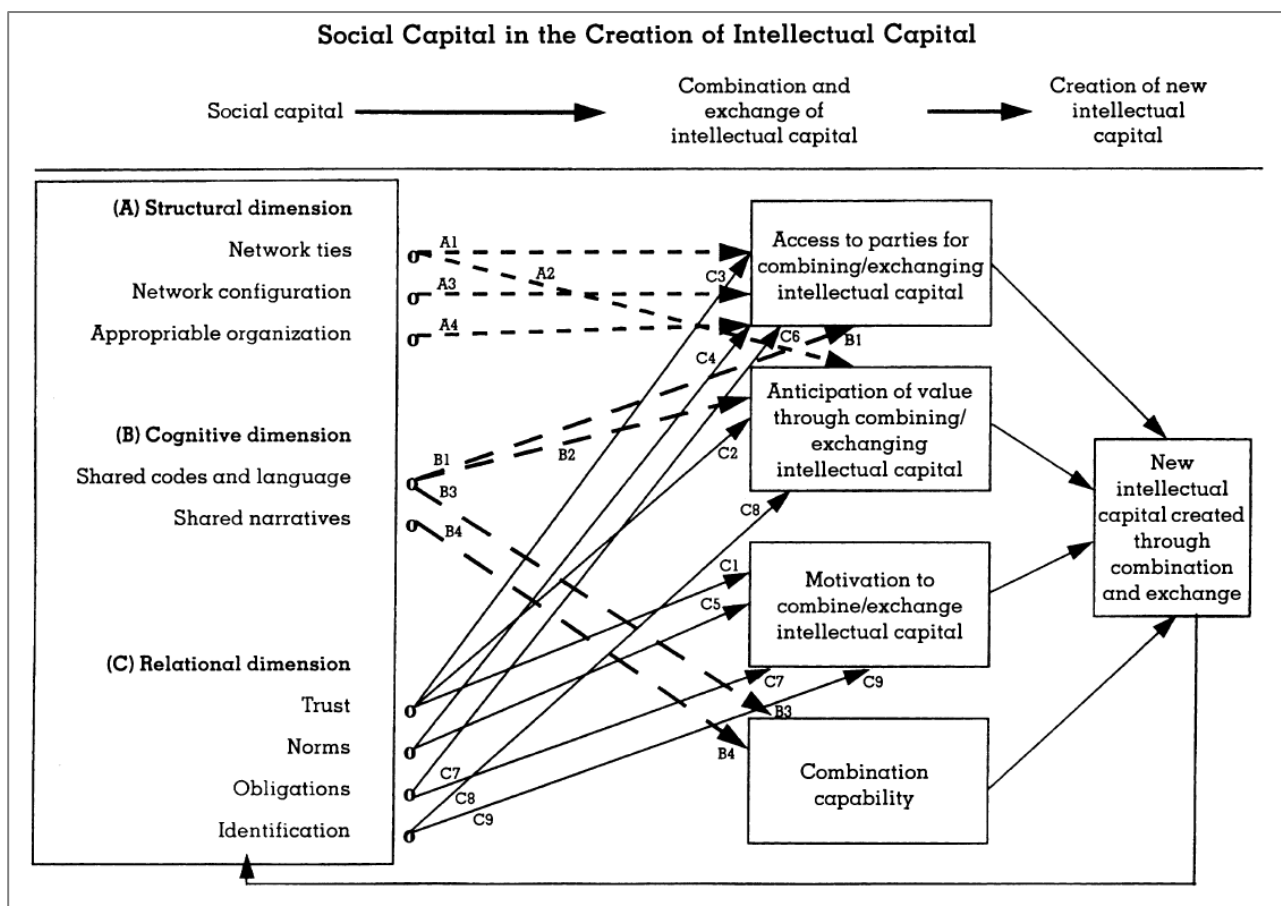 Social Capital in the Creation of Intellectual Capital
Social capital
Combination and
exchange of
intellectual capital
Creation of new
intellectual
capital
(A) Structural dimension
Network ties
Network configuration
Appropriable organization
(B) Cognitive dimension
Shared codes and language
Shared narratives
(C) Relational dimension
Trust
Norms
Obligations
Identification
A1
A2
A3
A4
B1
B2
B3
B4
C7
C8
C9
C3
C4
C6
B1
C2
C8
C1
C5
C7
C9
B3
B4
Access to parties for
combining/exchanging
intellectual capital
Anticipation of value
through combining/
exchanging
intellectual capital
Motivation to
combine/exchange
intellectual capital
Combination
capability
New
intellectual
capital created
through
combination
and exchange